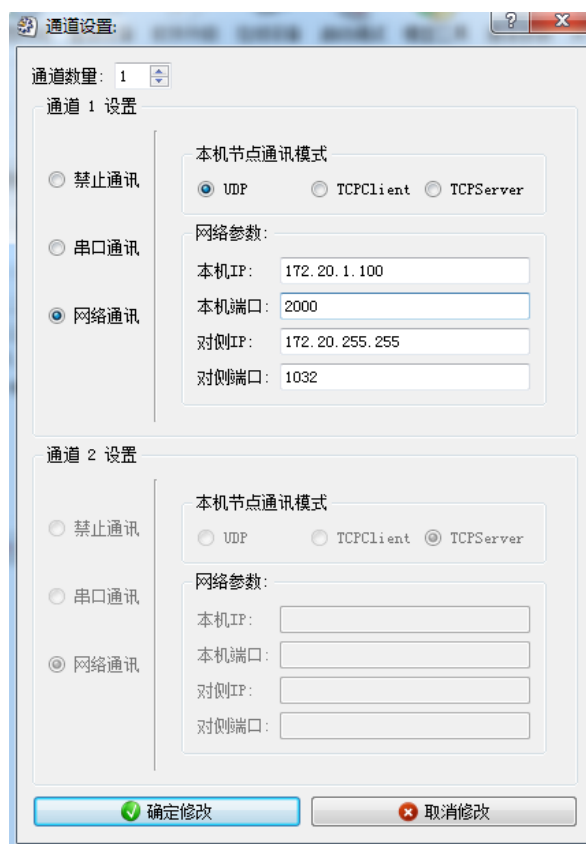 通道设置:
通道数量: 1
通道 1 设置
禁止通讯
串口通讯
网络通讯
本机节点通讯模式
UDP TCPClient TCPServer
网络参数:
本机IP: 172.20.1.100
本机端口: 2000
对侧IP: 172.20.255.255
对侧端口: 1032
通道 2 设置
禁止通讯
串口通讯
网络通讯
本机节点通讯模式
UDP TCPClient TCPServer
网络参数:
本机IP:
本机端口:
对侧IP:
对侧端口:
确定修改 取消修改